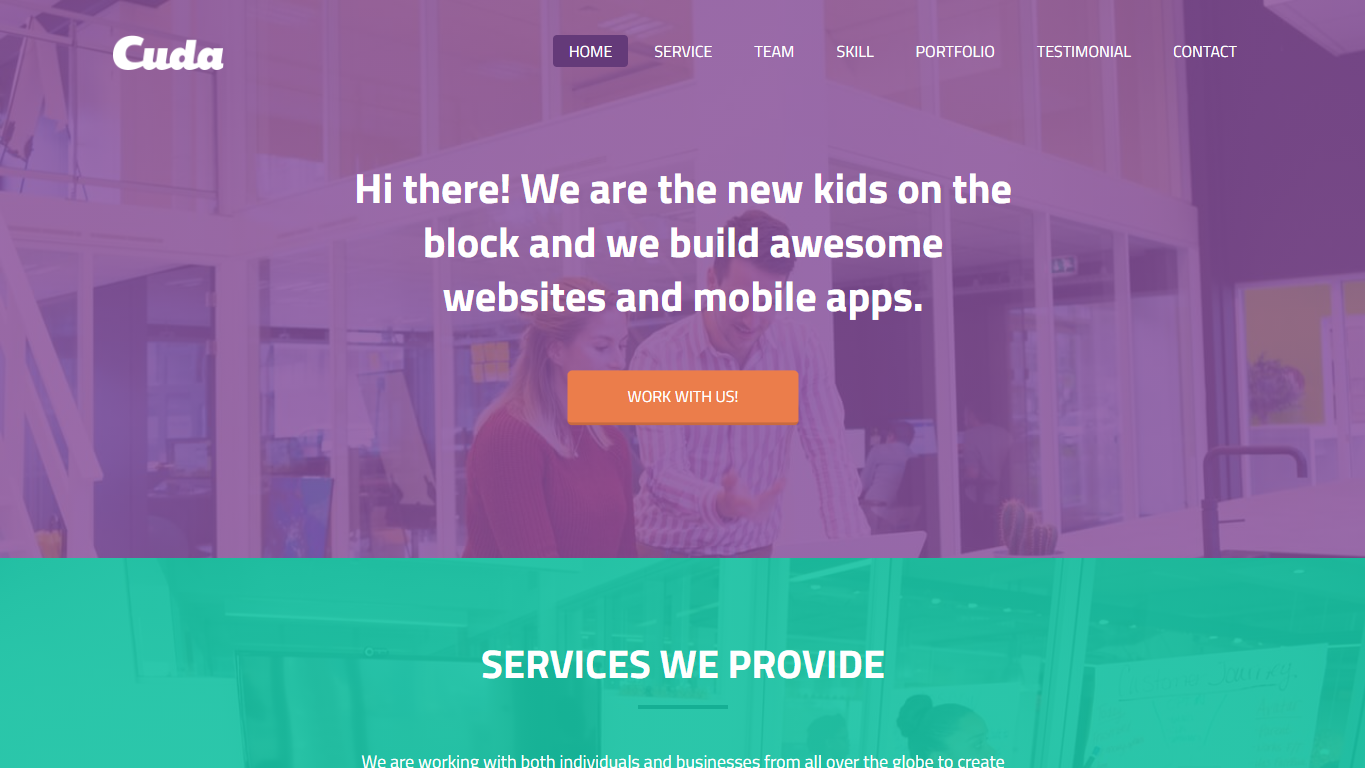 Cuda
HOME SERVICE TEAM SKILL PORTFOLIO TESTIMONIAL CONTACT
Hi there! We are the new kids on the
block and we build awesome
websites and mobile apps.
WORK WITH US!
SERVICES WE PROVIDE
We are working with both individuals and businesses from all over the globe to create